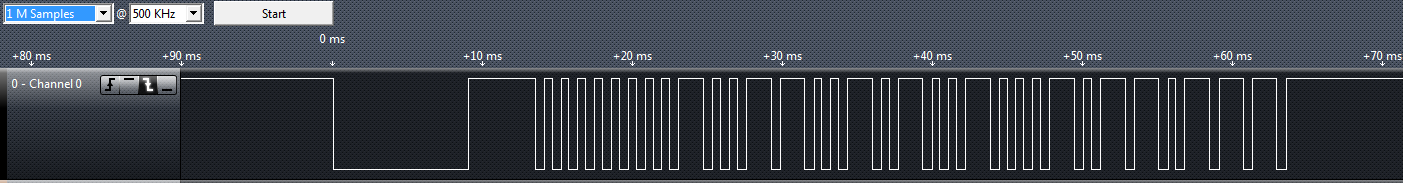 1 M Samples @ 500 KHz Start
0 ms
+80 ms +90 ms +10 ms +20 ms +30 ms +40 ms +50 ms +60 ms +70 ms
0 - Channel 0